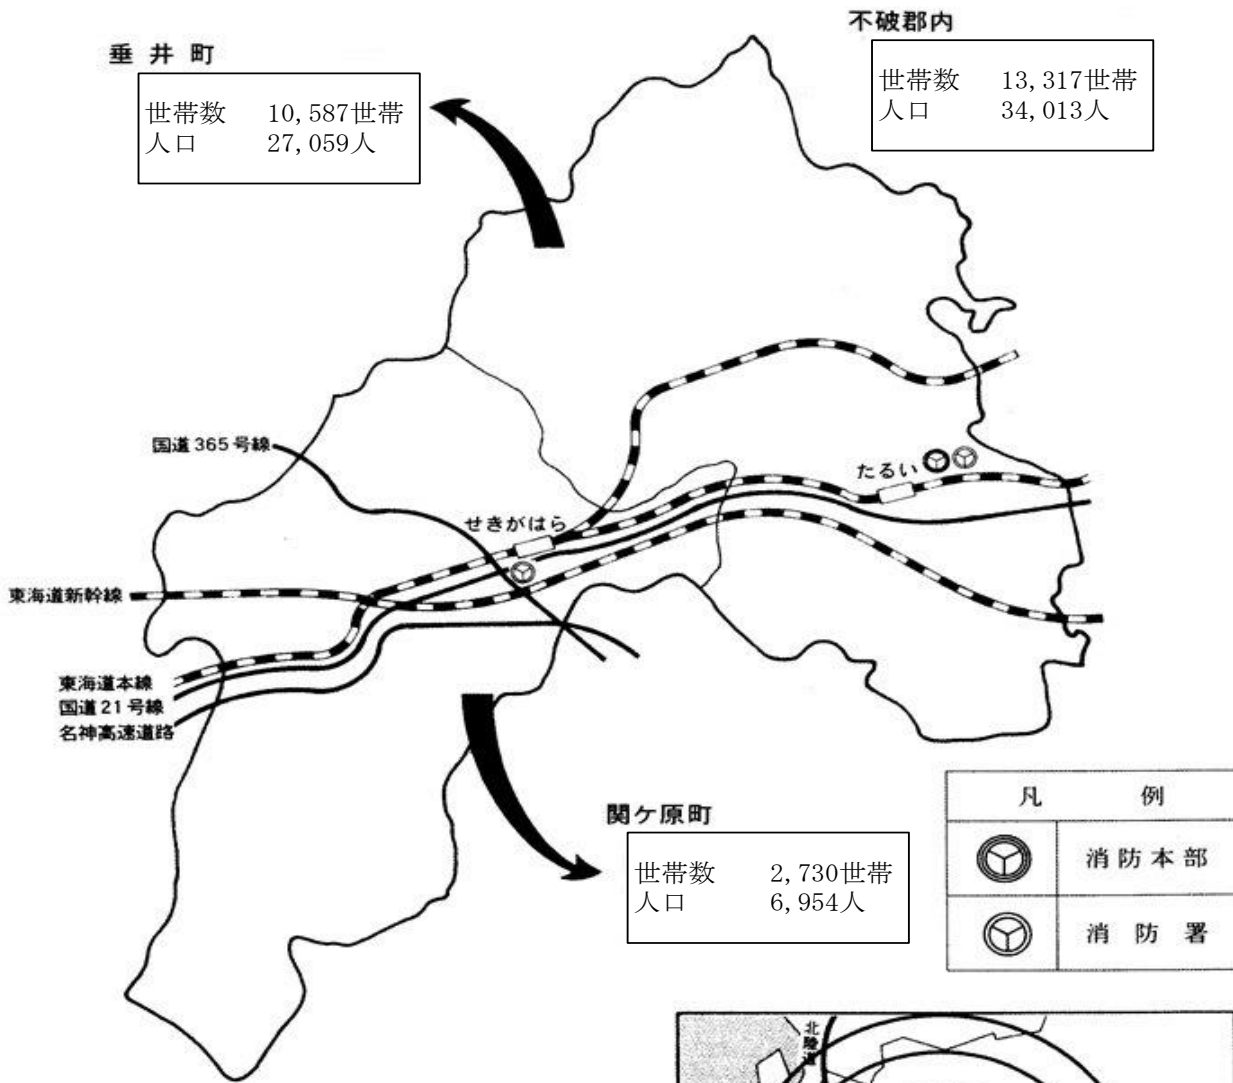 不破郡内
世帯数 13,317世帯
人口 34,013人
垂井町
世帯数 10,587世帯
人口 27,059人
国道365号線
たるい
せきがはら
東海道新幹線
東海道本線
国道21号線
名神高速道路
関ケ原町
世帯数 2,730世帯
人口 6,954人
凡例
消防本部
消防署
北陸道